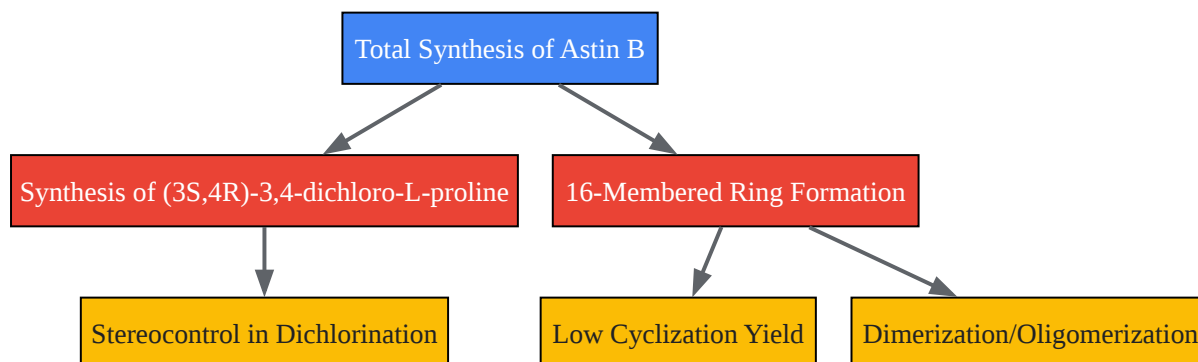 Total Synthesis of Astin B
Synthesis of (3S,4R)-3,4-dichloro-L-proline
16-Membered Ring Formation
Stereocontrol in Dichlorination
Low Cyclization Yield
Dimerization/Oligomerization